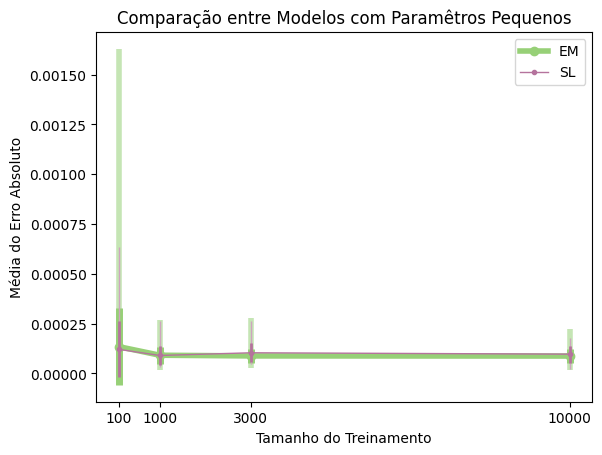 Comparação entre Modelos com Paramêtros Pequenos
EM
SL
Média do Erro Absoluto
0.00150
0.00125
0.00100
0.00075
0.00050
0.00025
0.00000
100
1000
3000
10000
Tamanho do Treinamento